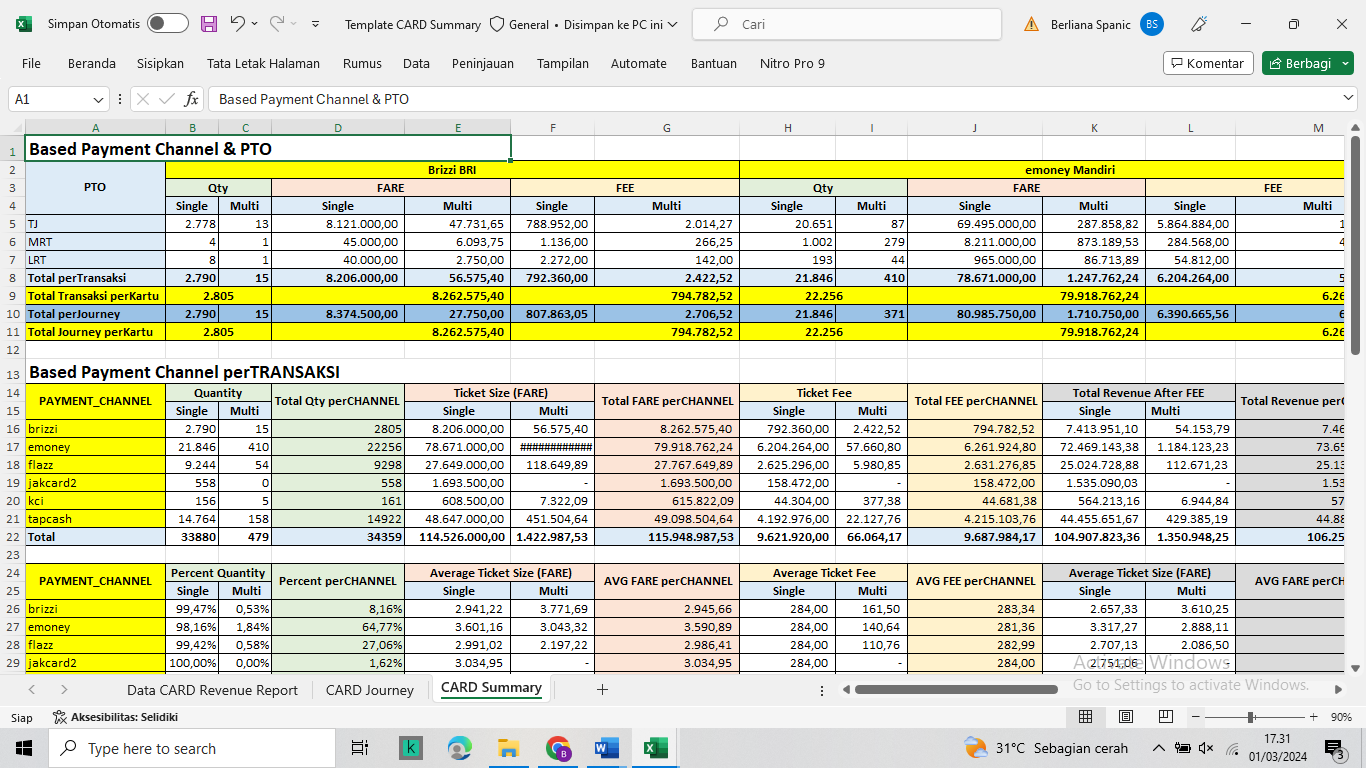 Simpan Otomatis Template CARD Summary General • Disimpan ke PC ini Cari Berliana Spanic BS
File Beranda Sisipkan Tata Letak Halaman Rumus Data Peninjauan Tampilan Automate Bantuan Nitro Pro 9 Komentar Berbagi
A1 fx Based Payment Channel & PTO
A B C D E F G H I J K L M
1 Based Payment Channel & PTO
2 PTO Brizzi BRI emoney Mandiri
3 Qty FARE FEE Qty FARE FEE
4 Single Multi Single Multi Single Multi Single Multi Single Multi Single Multi
5 TJ 2.778 13 8.121.000,00 47.731,65 788.952,00 2.014,27 20.651 87 69.495.000,00 287.858,82 5.864.884,00 1
6 MRT 4 1 45.000,00 6.093,75 1.136,00 266,25 1.002 279 8.211.000,00 873.189,53 284.568,00 4
7 LRT 8 1 40.000,00 2.750,00 2.272,00 142,00 193 44 965.000,00 86.713,89 54.812,00
8 Total perTransaksi 2.790 15 8.206.000,00 56.575,40 792.360,00 2.422,52 21.846 410 78.671.000,00 1.247.762,24 6.204.264,00 5
9 Total Transaksi perKartu 2.805 8.262.575,40 794.782,52 22.256 79.918.762,24 6.26
10 Total perJourney 2.790 15 8.374.500,00 27.750,00 807.863,05 2.706,52 21.846 371 80.985.750,00 1.710.750,00 6.390.665,56 6
11 Total Journey perKartu 2.805 8.262.575,40 794.782,52 22.256 79.918.762,24 6.26
12
13 Based Payment Channel perTRANSAKSI
14 PAYMENT_CHANNEL Quantity Total Qty perCHANNEL Ticket Size (FARE) Total FARE perCHANNEL Ticket Fee Total FEE perCHANNEL Total Revenue After FEE Total Revenue per
15 Single Multi Single Multi Single Multi Single Multi
16 brizzi 2.790 15 2805 8.206.000,00 56.575,40 8.262.575,40 792.360,00 2.422,52 794.782,52 7.413.951,10 54.153,79 7.46
17 emoney 21.846 410 22256 78.671.000,00 ############ 79.918.762,24 6.204.264,00 57.660,80 6.261.924,80 72.469.143,38 1.184.123,23 73.65
18 flazz 9.244 54 9298 27.649.000,00 118.649,89 27.767.649,89 2.625.296,00 5.980,85 2.631.276,85 25.024.728,88 112.671,23 25.13
19 jakcard2 558 0 558 1.693.500,00 - 1.693.500,00 158.472,00 - 158.472,00 1.535.090,03 - 1.53
20 kci 156 5 161 608.500,00 7.322,09 615.822,09 44.304,00 377,38 44.681,38 564.213,16 6.944,84 57
21 tapcash 14.764 158 14922 48.647.000,00 451.504,64 49.098.504,64 4.192.976,00 22.127,76 4.215.103,76 44.455.651,67 429.385,19 44.88
22 Total 33880 479 34359 114.526.000,00 1.422.987,53 115.948.987,53 9.621.920,00 66.064,17 9.687.984,17 104.907.823,36 1.350.948,25 106.25
23
24 PAYMENT_CHANNEL Percent Quantity Percent perCHANNEL Average Ticket Size (FARE) AVG FARE perCHANNEL Average Ticket Fee AVG FEE perCHANNEL Average Ticket Size (FARE) AVG FARE perCH
25 Single Multi Single Multi Single Multi Single Multi
26 brizzi 99,47% 0,53% 8,16% 2.941,22 3.771,69 2.945,66 284,00 161,50 283,34 2.657,33 3.610,25
27 emoney 98,16% 1,84% 64,77% 3.601,16 3.043,32 3.590,89 284,00 140,64 281,36 3.317,27 2.888,11
28 flazz 99,42% 0,58% 27,06% 2.991,02 2.197,22 2.986,41 284,00 110,76 282,99 2.707,13 2.086,50
29 jakcard2 100,00% 0,00% 1,62% 3.034,95 - 3.034,95 284,00 - 284,00 2.751,06 -
Activate Windows
Go to Settings to activate Windows.
Data CARD Revenue Report CARD Journey CARD Summary
Siap Aksesibilitas: Selidiki 90%
Type here to search 31°C Sebagian cerah 17.31
01/03/2024 3